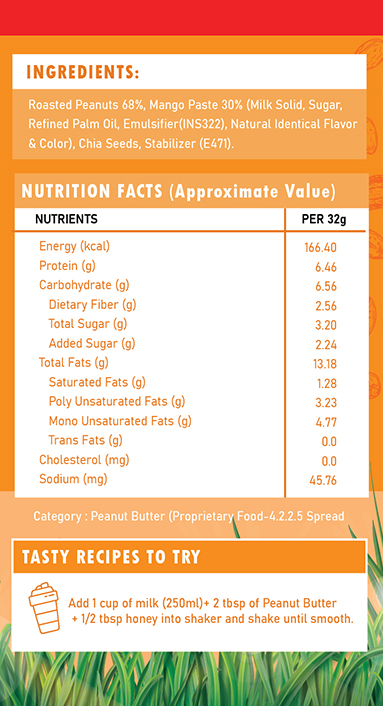 INGREDIENTS:
Roasted Peanuts 68%, Mango Paste 30% (Milk Solid, Sugar,
Refined Palm Oil, Emulsifier(INS322), Natural Identical Flavor
& Color), Chia Seeds, Stabilizer (E471).
NUTRITION FACTS (Approximate Value)
NUTRIENTS PER 32g
Energy (kcal) 166.40
Protein (g) 6.46
Carbohydrate (g) 6.56
Dietary Fiber (g) 2.56
Total Sugar (g) 3.20
Added Sugar (g) 2.24
Total Fats (g) 13.18
Saturated Fats (g) 1.28
Poly Unsaturated Fats (g) 3.23
Mono Unsaturated Fats (g) 4.77
Trans Fats (g) 0.0
Cholesterol (mg) 0.0
Sodium (mg) 45.76
Category : Peanut Butter (Proprietary Food-4.2.2.5 Spread
TASTY RECIPES TO TRY
Add 1 cup of milk (250ml)+ 2 tbsp of Peanut Butter
+ 1/2 tbsp honey into shaker and shake until smooth.